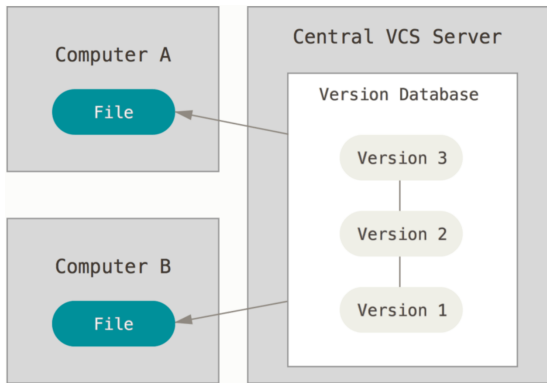 Computer A
File
Computer B
File
Central VCS Server
Version Database
Version 3
Version 2
Version 1